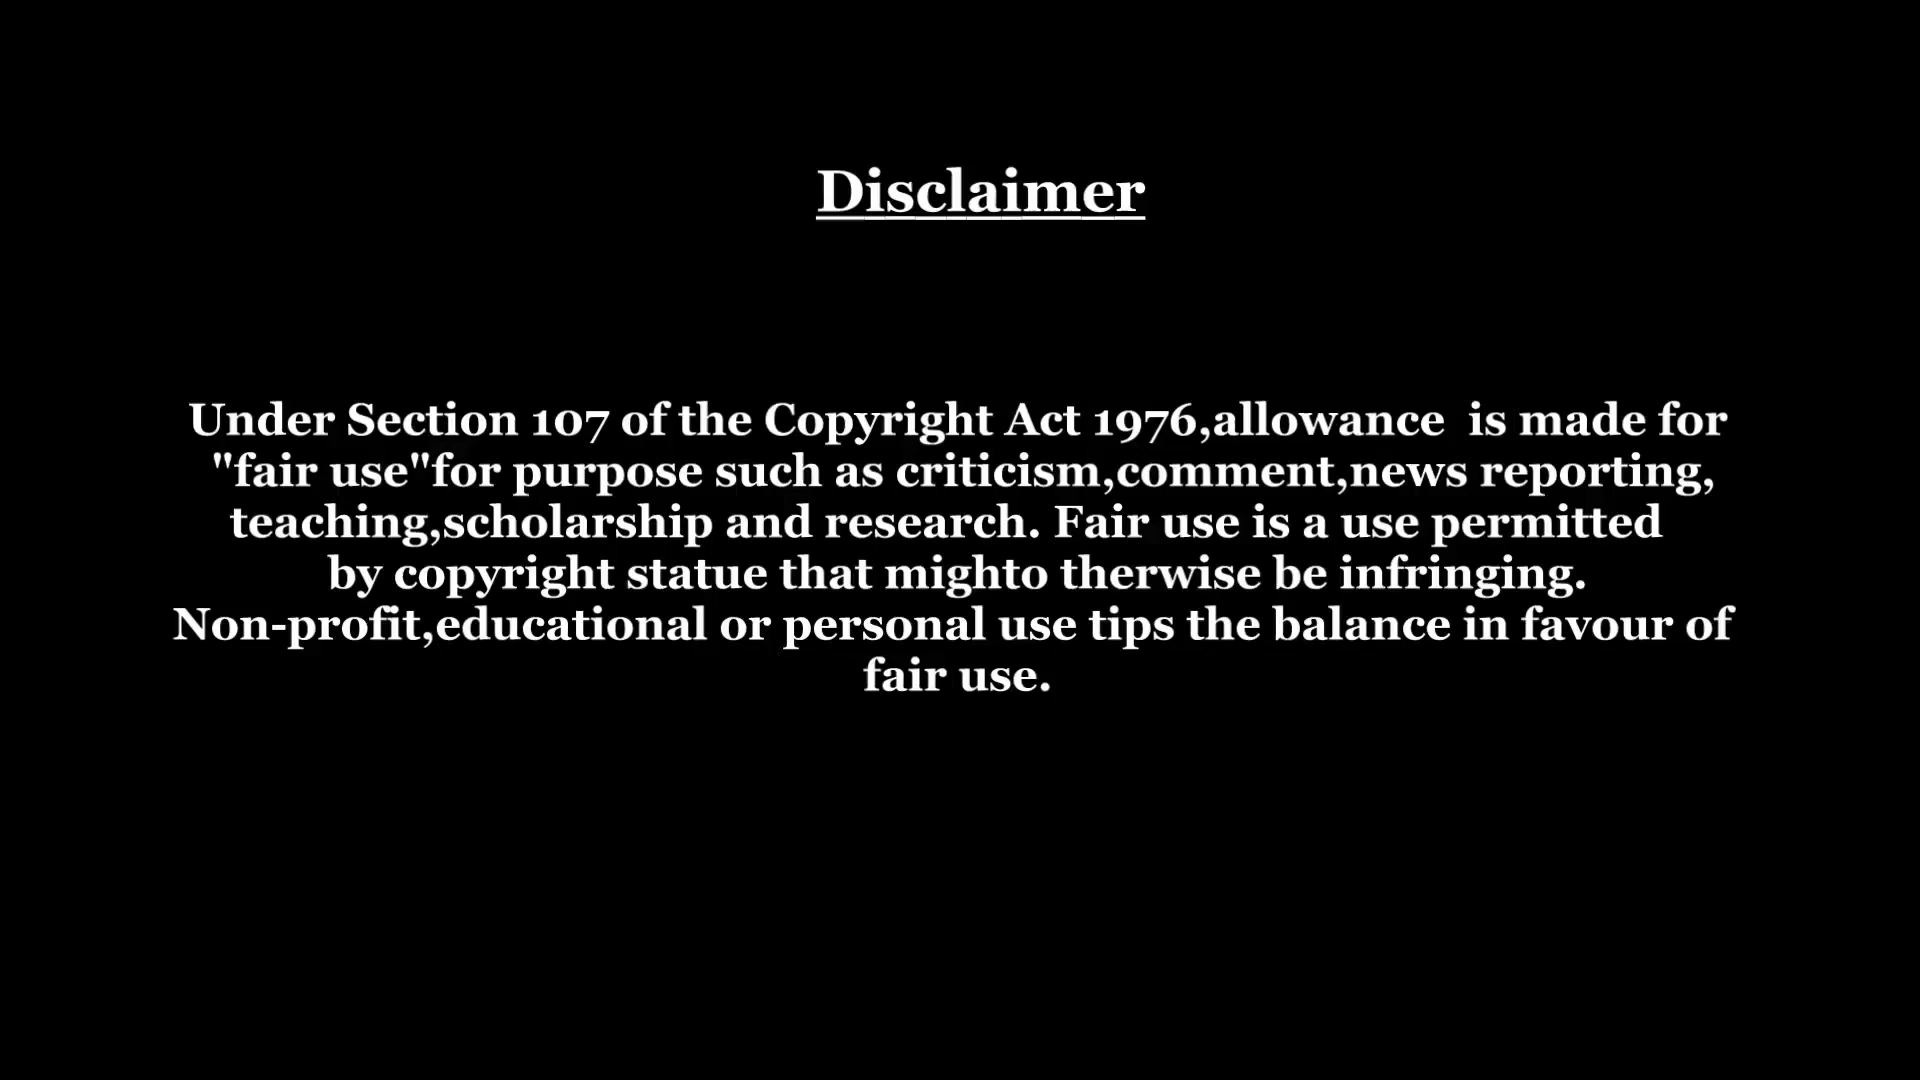 Disclaimer
Under Section 107 of the Copyright Act 1976,allowance  is made for
"fair use"for purpose such as criticism,comment,news reporting,
teaching,scholarship and research. Fair use is a use permitted
by copyright statue that mighto therwise be infringing.
Non-profit,educational or personal use tips the balance in favour of
fair use.